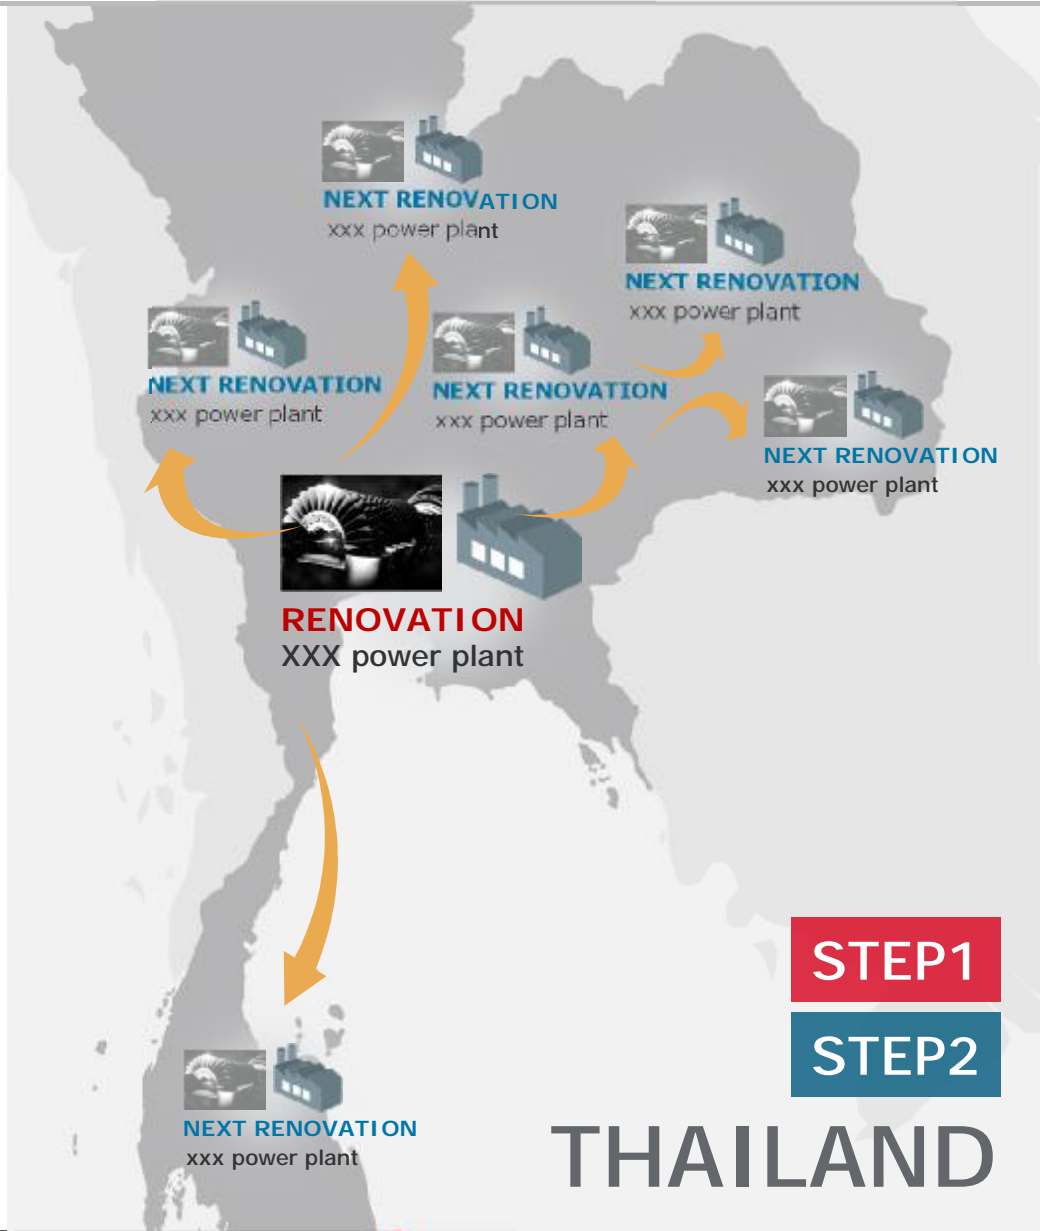 NEXT RENOVATION
xxx power plant
NEXT RENOVATION
xxx power plant
NEXT RENOVATION
xxx power plant
NEXT RENOVATION
xxx power plant
NEXT RENOVATION
xxx power plant
RENOVATION
XXX power plant
STEP1
STEP2
NEXT RENOVATION
xxx power plant
THAILAND